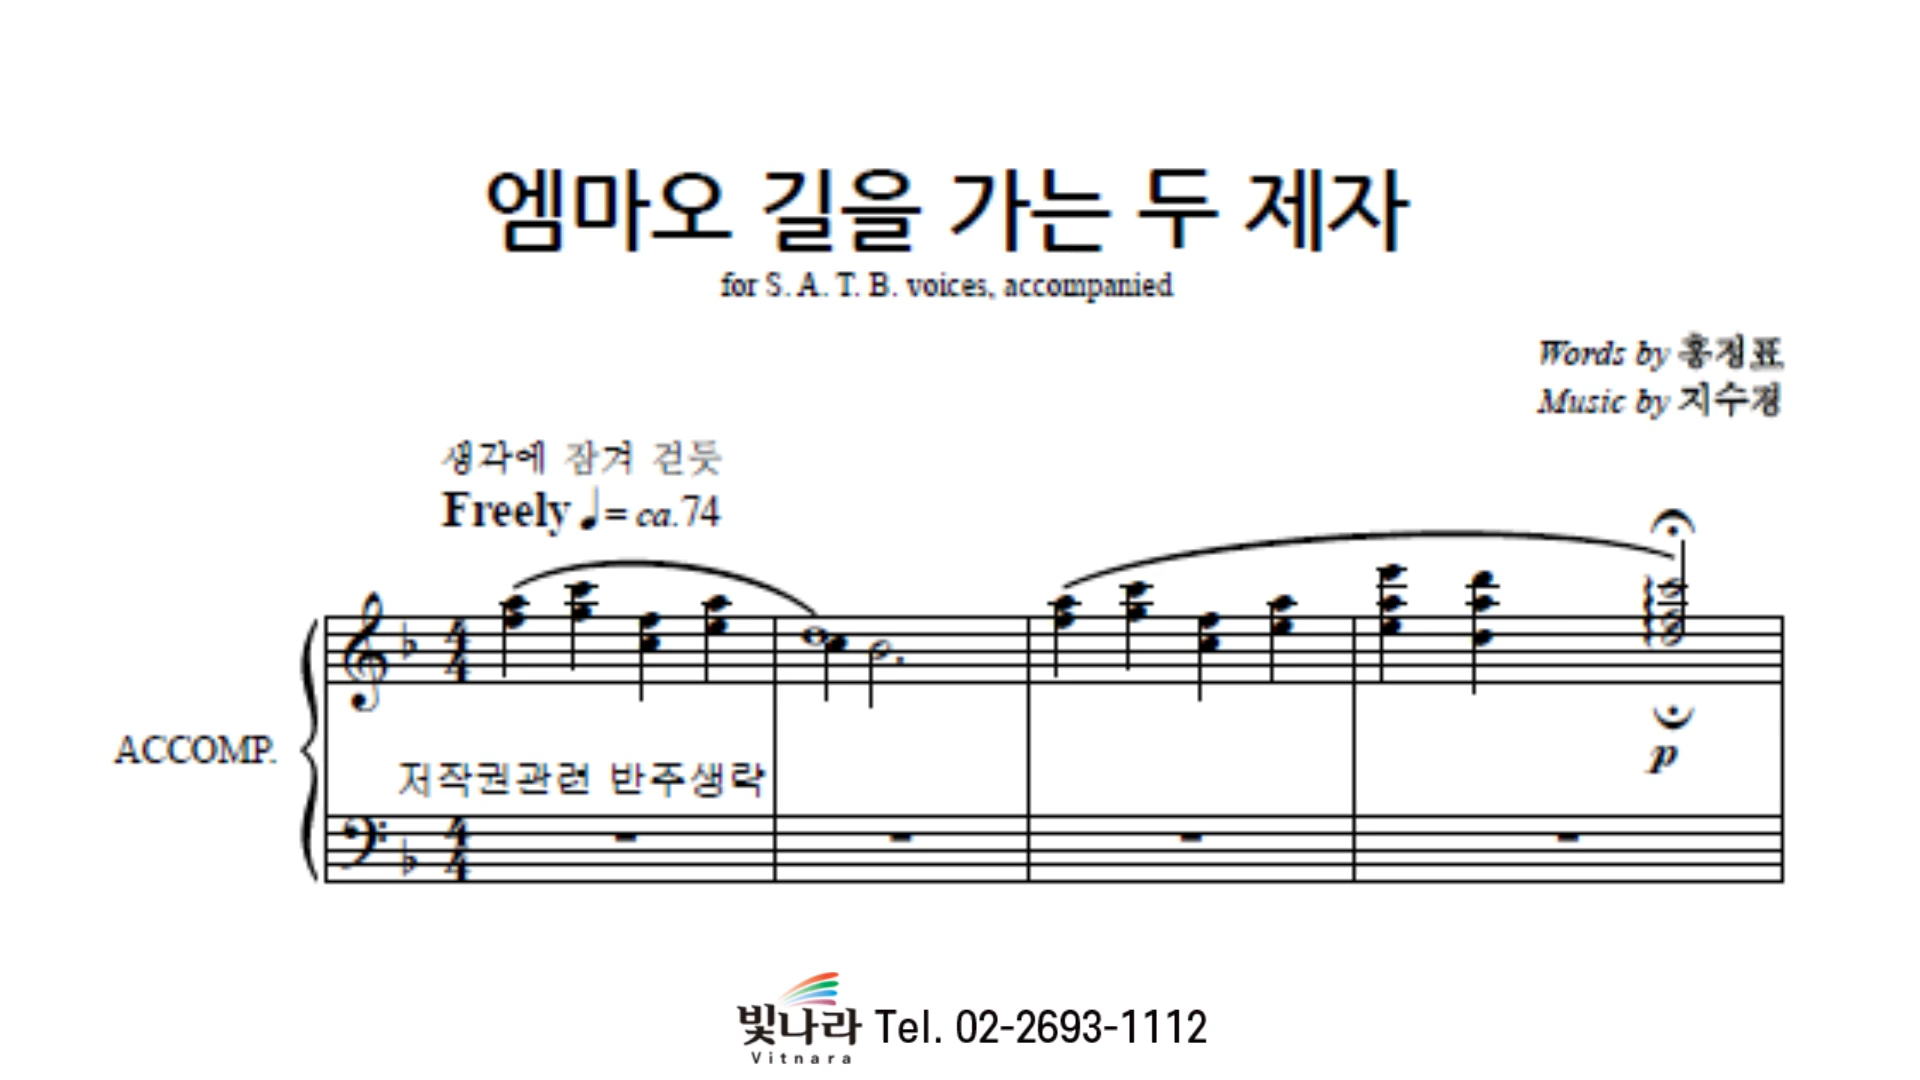 엠마오 길을 가는 두 제자
for S. A. T. B. voices, accompanied
Words by 홍정표
Music by 지수경
생각에 잠겨 걷듯
Freely ♩= ca.74
ACCOMP.
저작권관련 반주생략
p
빛나라 Tel. 02-2693-1112
Vitnara